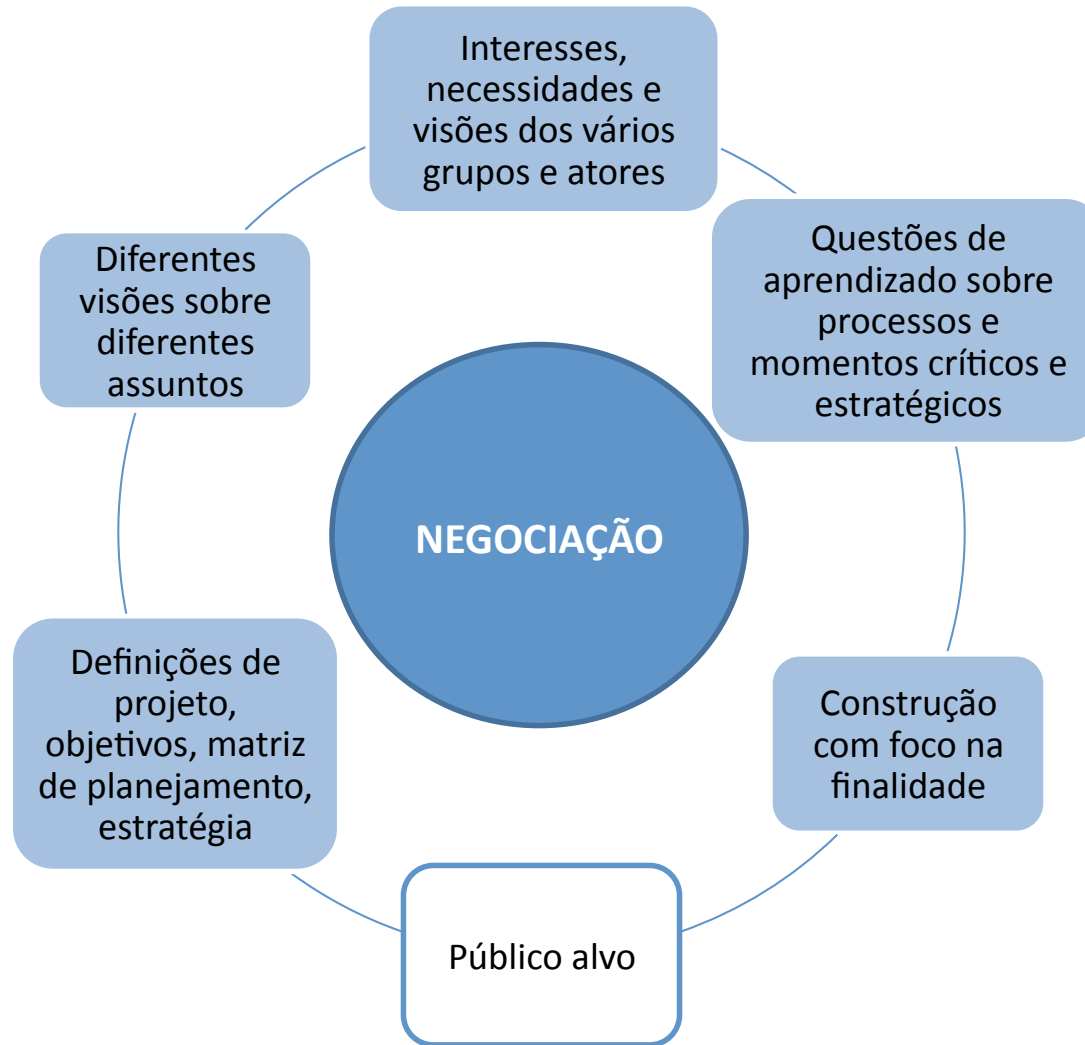 Interesses,
necessidades e
visões dos vários
grupos e atores
Questões de
aprendizado sobre
processos e
momentos críticos e
estratégicos
Construção
com foco na
finalidade
Público alvo
Definições de
projeto,
objetivos, matriz
de planejamento,
estratégia
Diferentes
visões sobre
diferentes
assuntos
NEGOCIAÇÃO